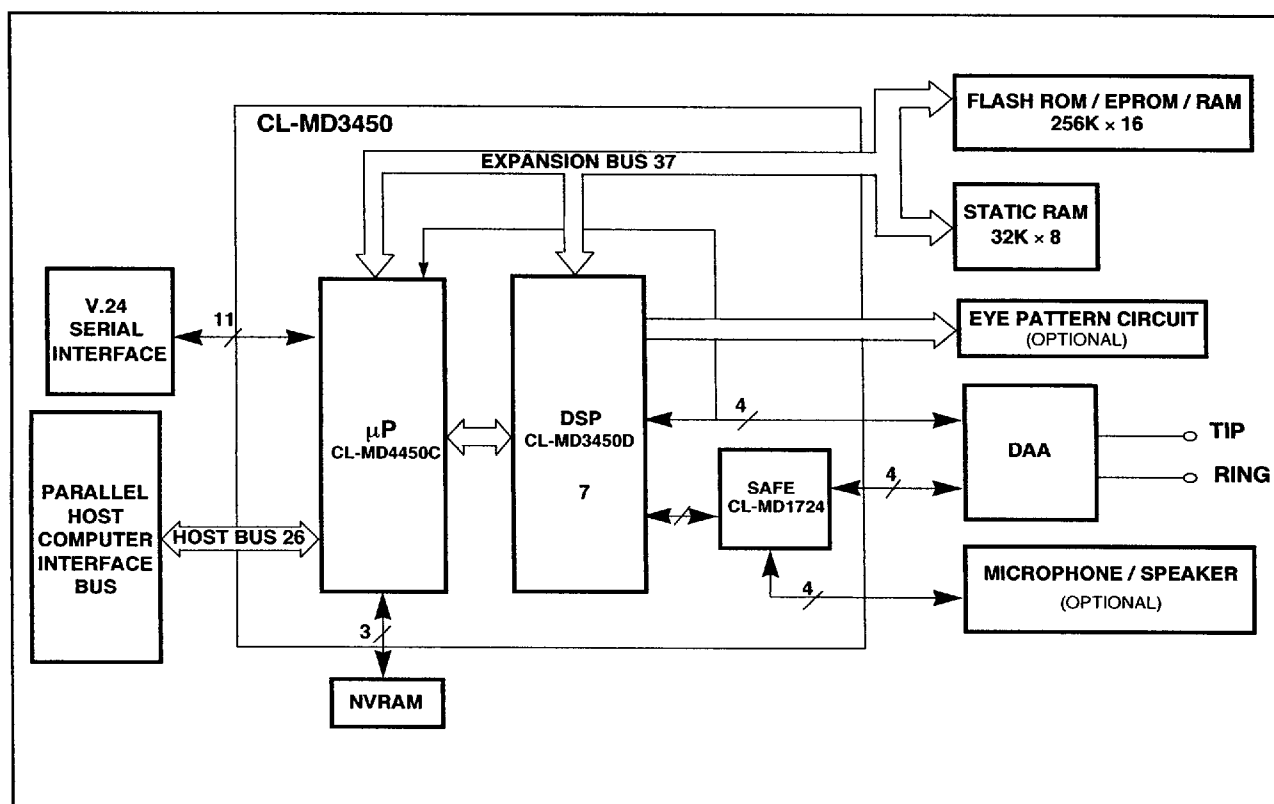 CL-MD3450
EXPANSION BUS 37
FLASH ROM / EPROM / RAM
256K × 16
STATIC RAM
32K × 8
V.24
SERIAL
INTERFACE
11
EYE PATTERN CIRCUIT
(OPTIONAL)
µP
CL-MD4450C
DSP
CL-MD3450D
7
4
DAA
TIP
RING
SAFE
CL-MD1724
4
PARALLEL
HOST
COMPUTER
INTERFACE
BUS
HOST BUS 26
4
MICROPHONE / SPEAKER
(OPTIONAL)
3
NVRAM